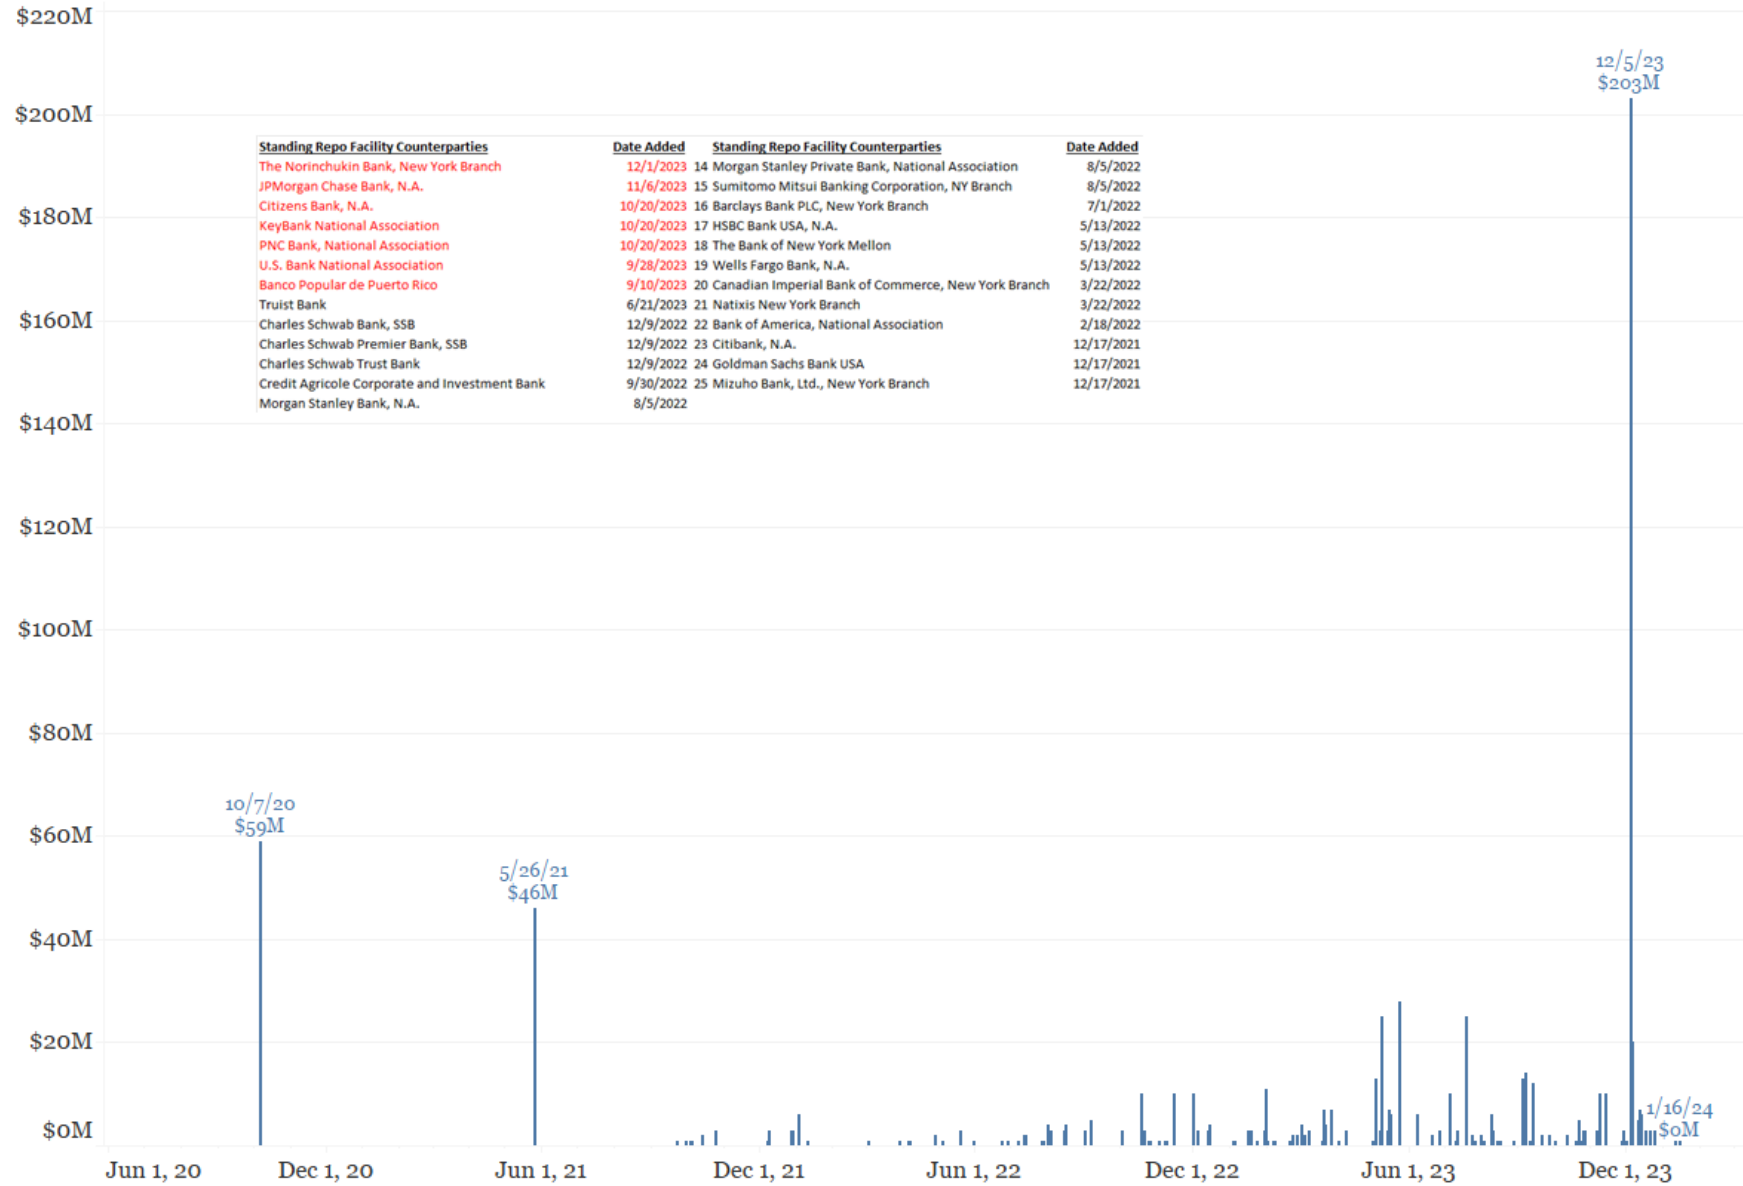 $220M
12/5/23
$203M
$200M
Standing Repo Facility Counterparties Date Added Standing Repo Facility Counterparties Date Added
The Norinchukin Bank, New York Branch 12/1/2023 14 Morgan Stanley Private Bank, National Association 8/5/2022
JPMorgan Chase Bank, N.A. 11/6/2023 15 Sumitomo Mitsui Banking Corporation, NY Branch 8/5/2022
Citizens Bank, N.A. 10/20/2023 16 Barclays Bank PLC, New York Branch 7/1/2022
$180M
KeyBank National Association 10/20/2023 17 HSBC Bank USA, N.A. 5/13/2022
PNC Bank, National Association 10/20/2023 18 The Bank of New York Mellon 5/13/2022
U.S. Bank National Association 9/28/2023 19 Wells Fargo Bank, N.A. 5/13/2022
Banco Popular de Puerto Rico 9/10/2023 20 Canadian Imperial Bank of Commerce, New York Branch 3/22/2022
Truist Bank 6/21/2023 21 Natixis New York Branch 3/22/2022
$160M
Charles Schwab Bank, SSB 12/9/2022 22 Bank of America, National Association 2/18/2022
Charles Schwab Premier Bank, SSB 12/9/2022 23 Citibank, N.A. 12/17/2021
Charles Schwab Trust Bank 12/9/2022 24 Goldman Sachs Bank USA 12/17/2021
Credit Agricole Corporate and Investment Bank 9/30/2022 25 Mizuho Bank, Ltd., New York Branch 12/17/2021
Morgan Stanley Bank, N.A. 8/5/2022
$140M
$120M
$100M
$80M
10/7/20
$59M
$60M
5/26/21
$46M
$40M
$20M
1/16/24
$0M
$0M
Jun 1, 20 Dec 1, 20 Jun 1, 21 Dec 1, 21 Jun 1, 22 Dec 1, 22 Jun 1, 23 Dec 1, 23